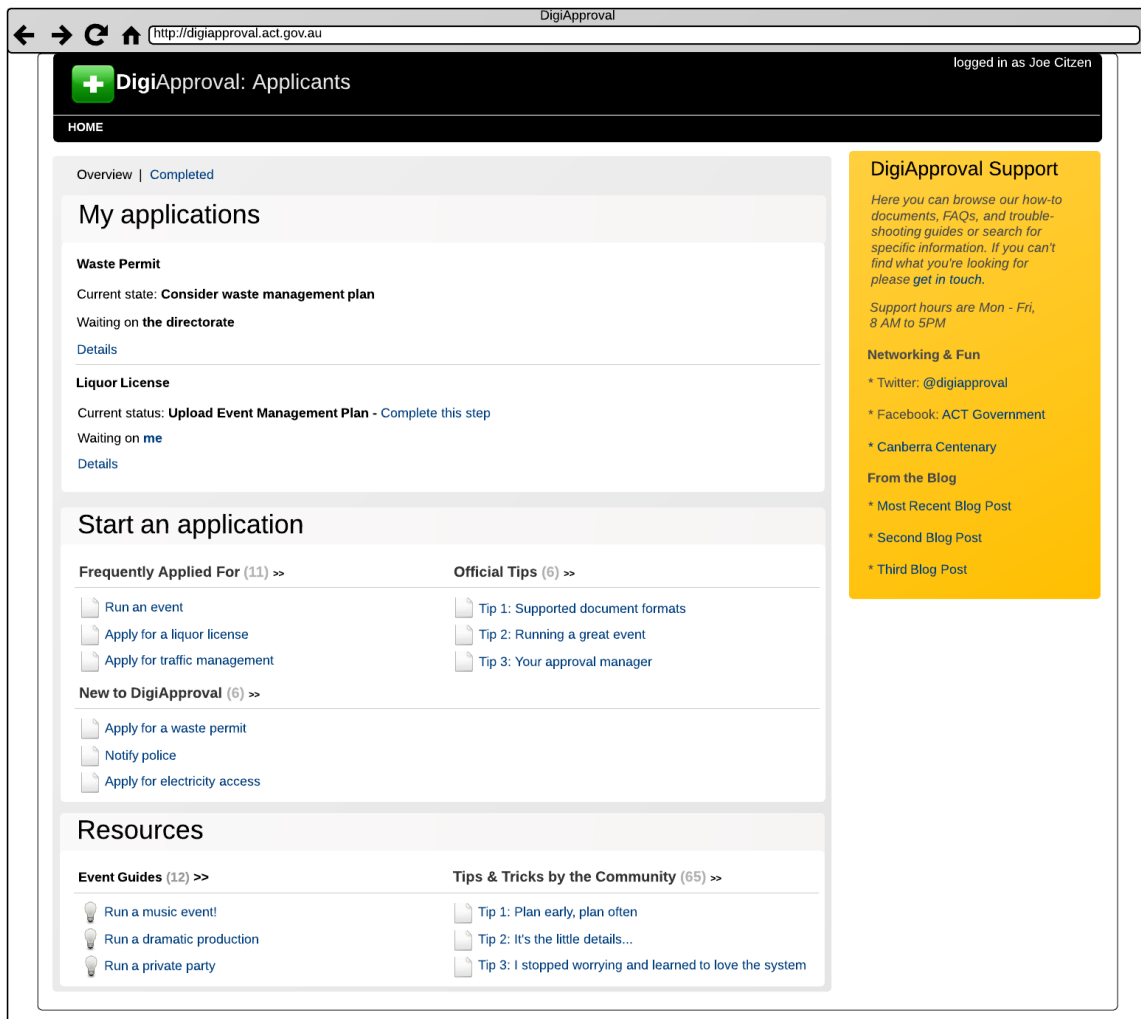 DigiApproval
http://digiapproval.act.gov.au
logged in as Joe Citzen
DigiApproval: Applicants
HOME
Overview | Completed
My applications
Waste Permit
Current state: Consider waste management plan
Waiting on the directorate
Details
Liquor License
Current status: Upload Event Management Plan - Complete this step
Waiting on me
Details
Start an application
Frequently Applied For (11) >>
Run an event
Apply for a liquor license
Apply for traffic management
Official Tips (6) >>
Tip 1: Supported document formats
Tip 2: Running a great event
Tip 3: Your approval manager
New to DigiApproval (6) >>
Apply for a waste permit
Notify police
Apply for electricity access
Resources
Event Guides (12) >>
Run a music event!
Run a dramatic production
Run a private party
Tips & Tricks by the Community (65) >>
Tip 1: Plan early, plan often
Tip 2: It's the little details...
Tip 3: I stopped worrying and learned to love the system
DigiApproval Support
Here you can browse our how-to
documents, FAQs, and trouble-
shooting guides or search for
specific information. If you can't
find what you're looking for
please get in touch.
Support hours are Mon - Fri,
8 AM to 5PM
Networking & Fun
* Twitter: @digiapproval
* Facebook: ACT Government
* Canberra Centenary
From the Blog
* Most Recent Blog Post
* Second Blog Post
* Third Blog Post